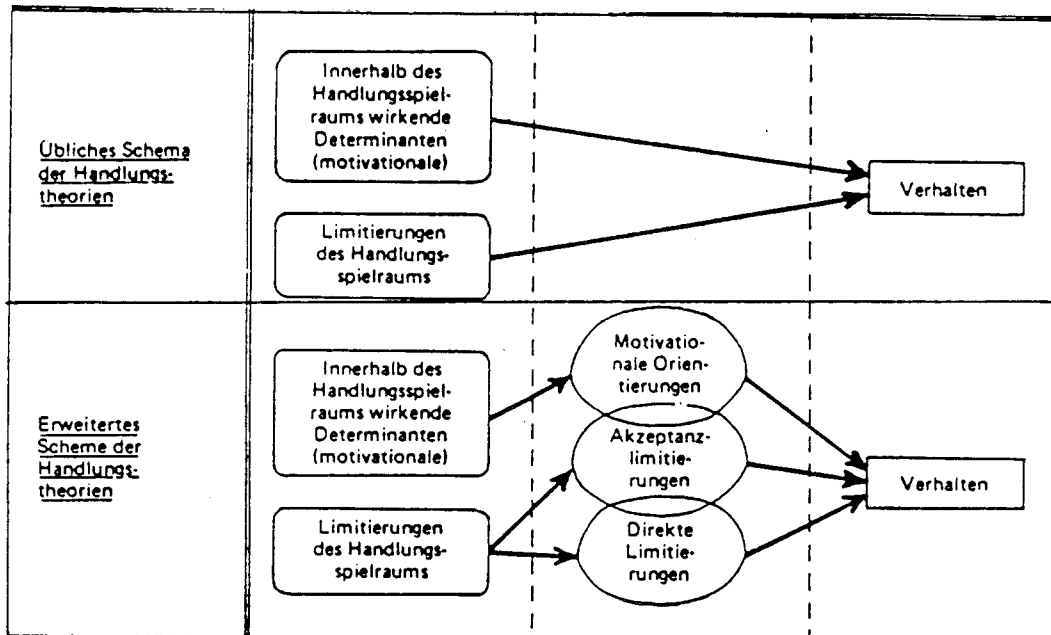 Übliches Schema
der Handlungs-
theorien
Innerhalb des
Handlungsspiel-
raums wirkende
Determinanten
(motivationale)
Limitierungen
des Handlungs-
spielraums
Verhalten
Erweitertes
Scheme der
Handlungs-
theorien
Innerhalb des
Handlungsspiel-
raums wirkende
Determinanten
(motivationale)
Limitierungen
des Handlungs-
spielraums
Motivatio-
nale Orien-
tierungen
Akzeptanz-
limitie-
rungen
Direkte
Limitie-
rungen
Verhalten